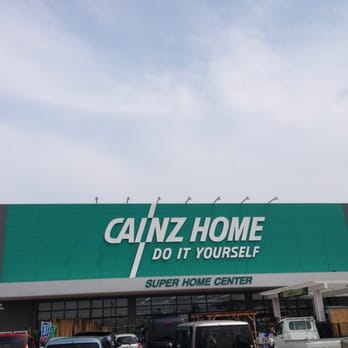 CAINZ HOME
DO IT YOURSELF
SUPER HOME CENTER